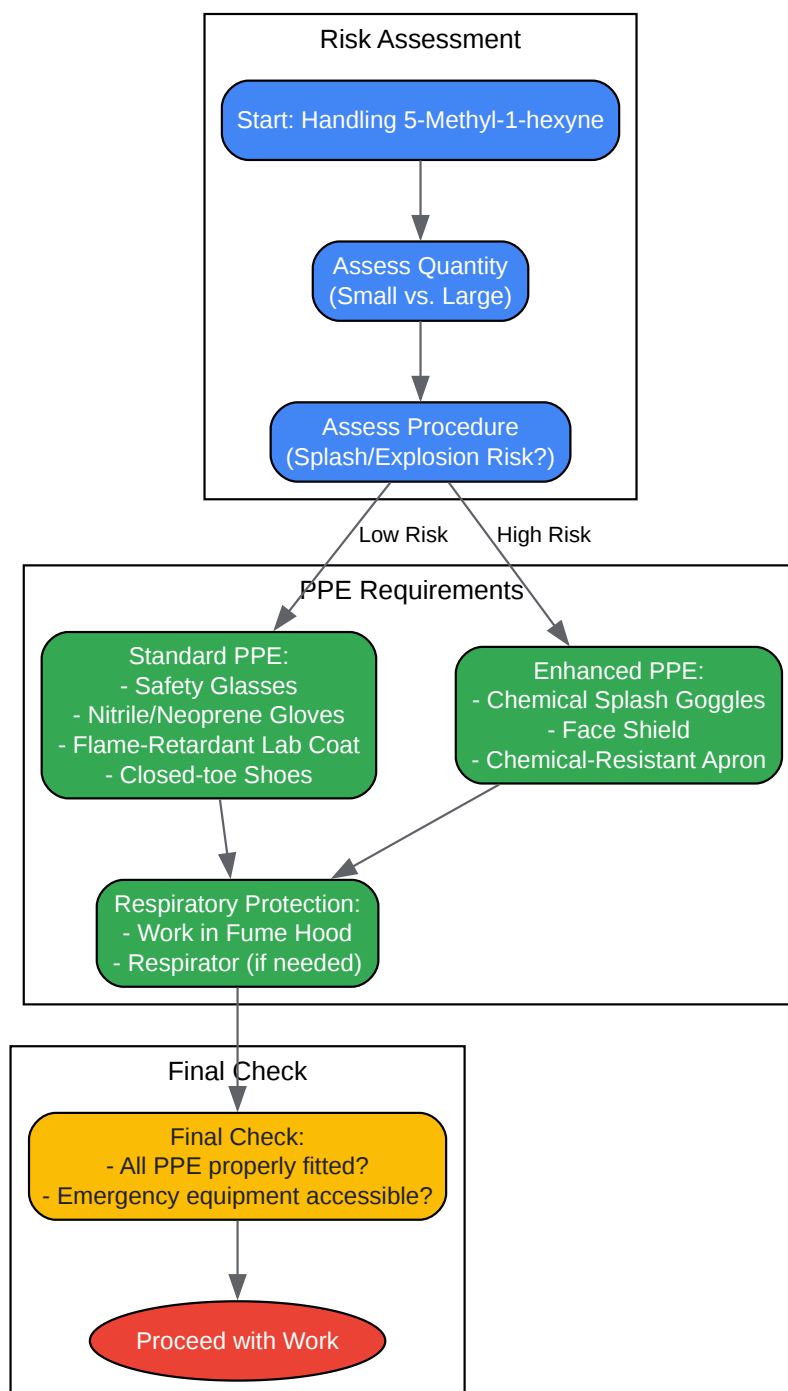 Risk Assessment
Start: Handling 5-Methyl-1-hexyne
Assess Quantity
(Small vs. Large)
Assess Procedure
(Splash/Explosion Risk?)
Low Risk
High Risk
PPE Requirements
Standard PPE:
- Safety Glasses
- Nitrile/Neoprene Gloves
- Flame-Retardant Lab Coat
- Closed-toe Shoes
Enhanced PPE:
- Chemical Splash Goggles
- Face Shield
- Chemical-Resistant Apron
Respiratory Protection:
- Work in Fume Hood
- Respirator (if needed)
Final Check
Final Check:
- All PPE properly fitted?
- Emergency equipment accessible?
Proceed with Work